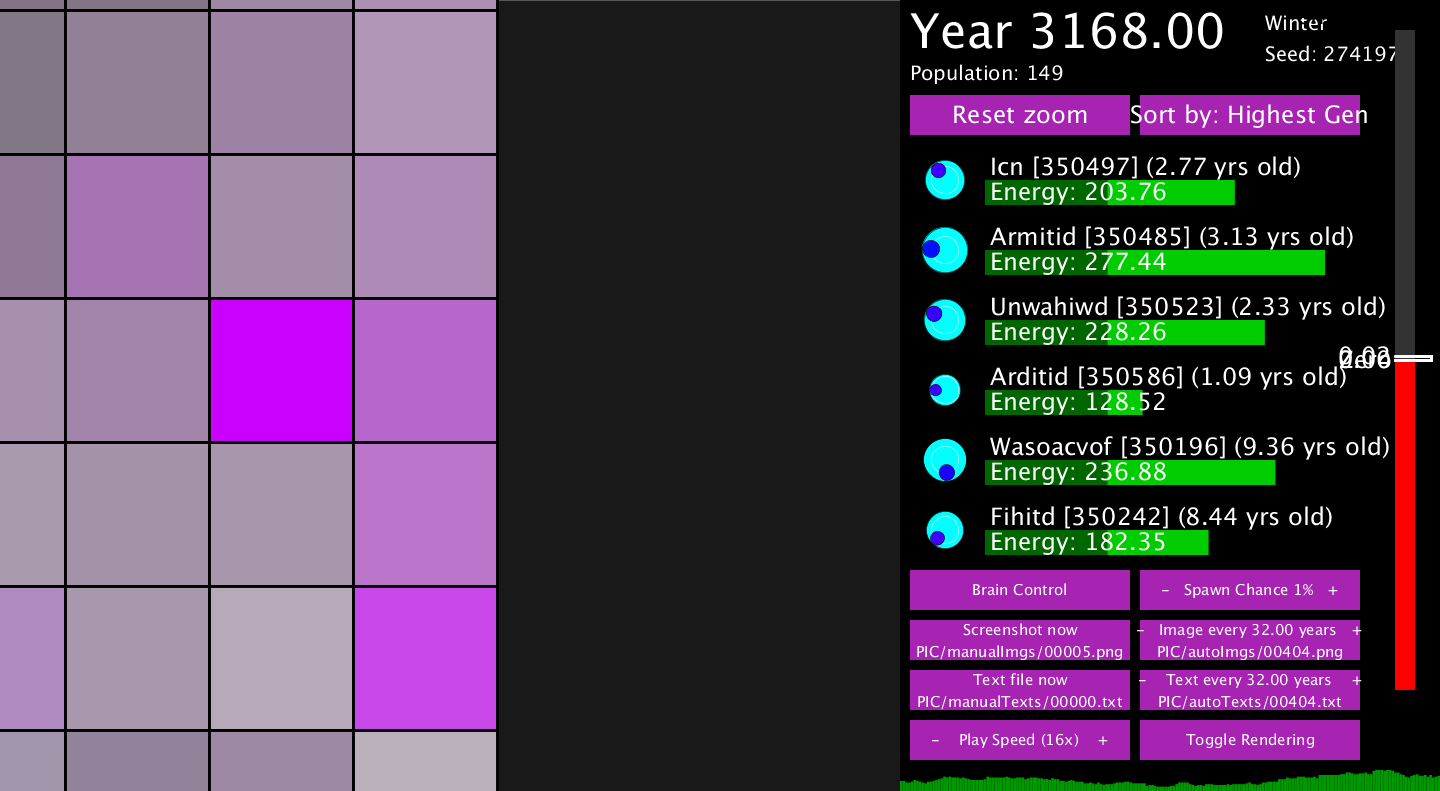 Year 3168.00
Winter
Seed: 274197
Population: 149
Reset zoom
Sort by: Highest Gen
Icn [350497] (2.77 yrs old)
Energy: 203.76
Armitid [350485] (3.13 yrs old)
Energy: 277.44
Unwahiwd [350523] (2.33 yrs old)
Energy: 228.26
Zero
Arditid [350586] (1.09 yrs old)
Energy: 128.52
Wasoacvof [350196] (9.36 yrs old)
Energy: 236.88
Fihitd [350242] (8.44 yrs old)
Energy: 182.35
Brain Control
- Spawn Chance 1% +
Screenshot now
PIC/manualImgs/00005.png
- Image every 32.00 years +
PIC/autoImgs/00404.png
Text file now
PIC/manualTexts/00000.txt
- Text every 32.00 years +
PIC/autoTexts/00404.txt
- Play Speed (16x) +
Toggle Rendering